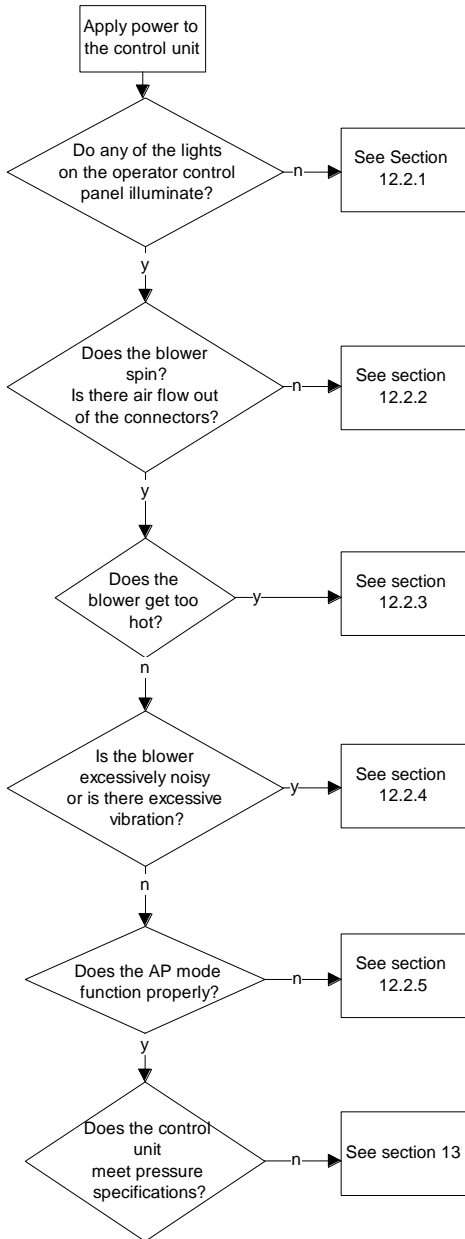 Apply power to
the control unit
Do any of the lights
on the operator control
panel illuminate?
n
See Section
12.2.1
y
Does the blower
spin?
Is there air flow out
of the connectors?
n
See section
12.2.2
y
Does the
blower get too
hot?
y
See section
12.2.3
n
Is the blower
excessively noisy
or is there excessive
vibration?
y
See section
12.2.4
n
Does the AP mode
function properly?
n
See section
12.2.5
y
Does the control
unit
meet pressure
specifications?
n
See section 13